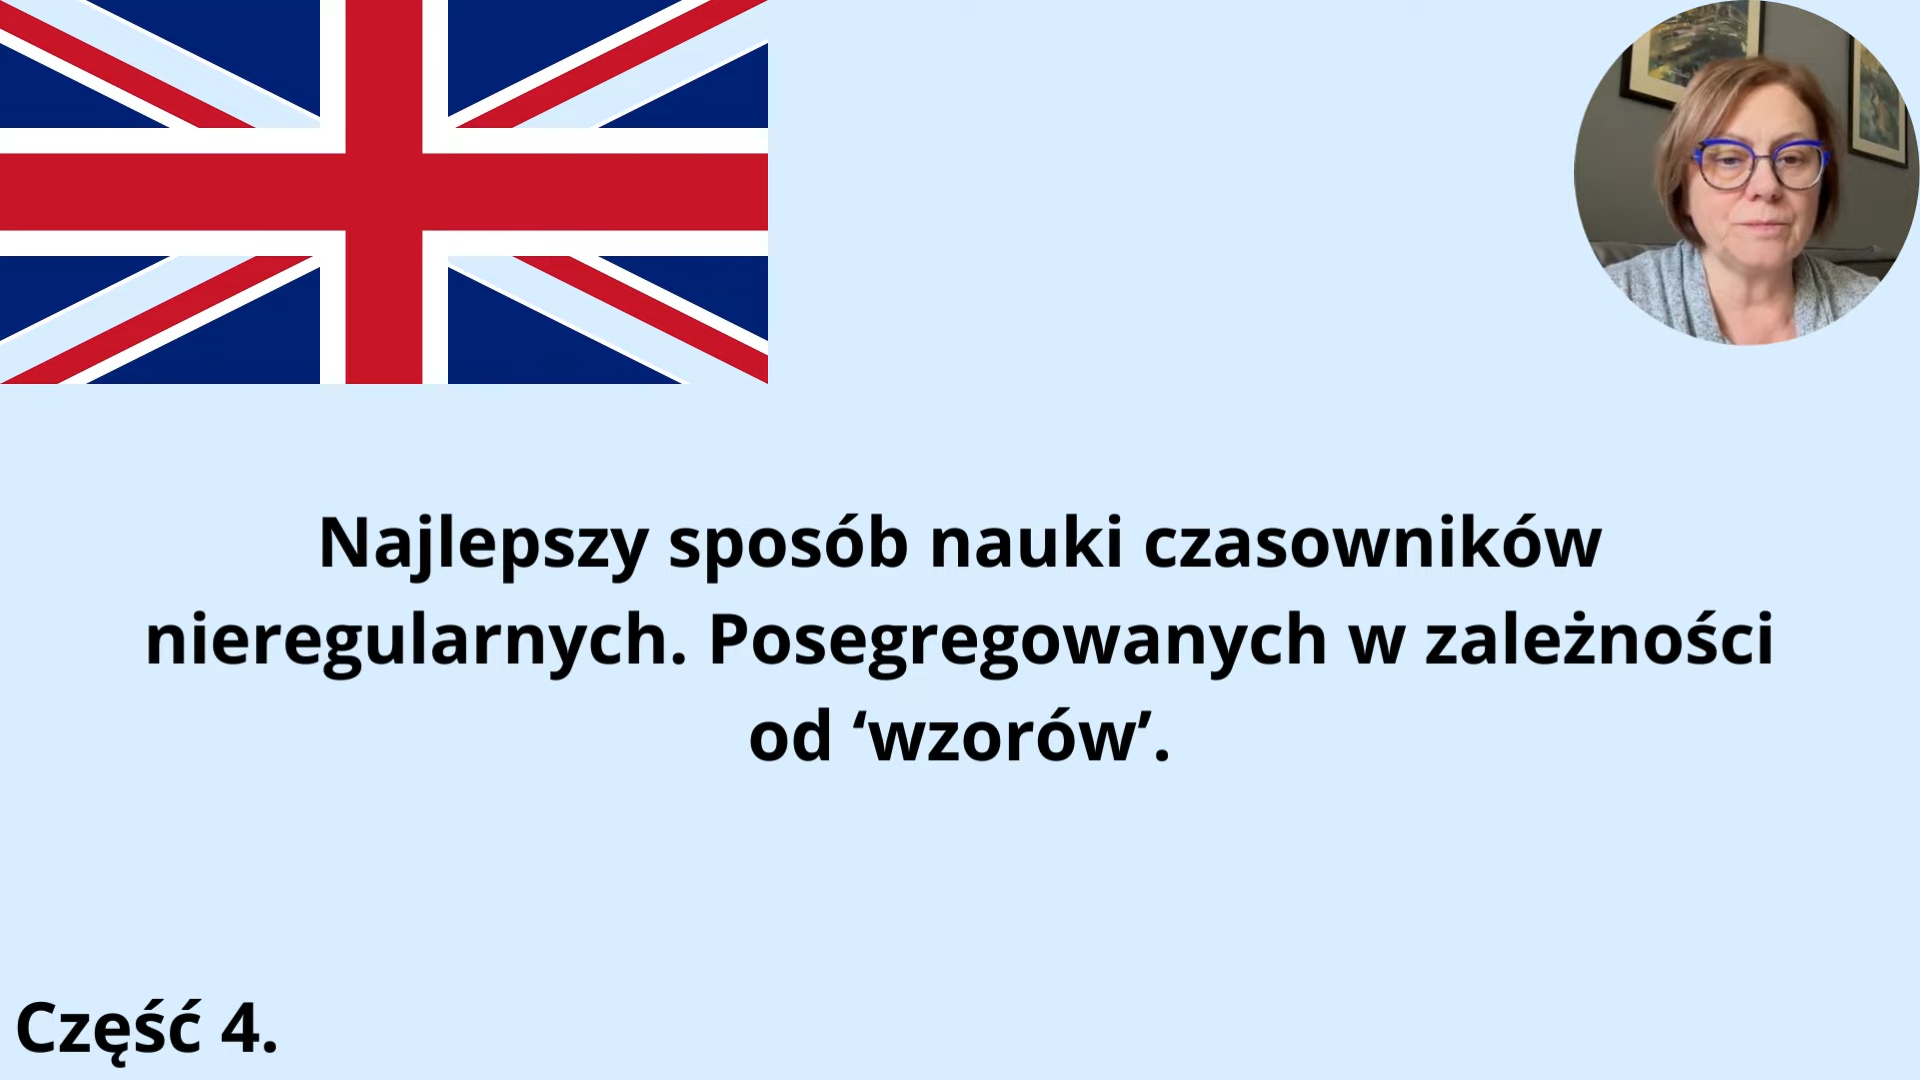 Najlepszy sposób nauki czasowników
nieregularnych. Posegregowanych w zależności
od ‘wzorów’.
Część 4.